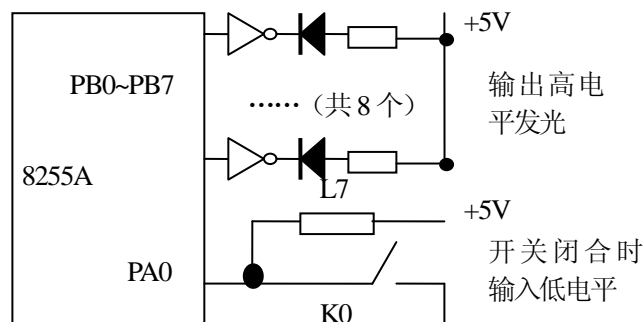 +5V
PB0~PB7
……（共8个）
输出高电
平发光
8255A
L7
+5V
PA0
开关闭合时
输入低电平
K0